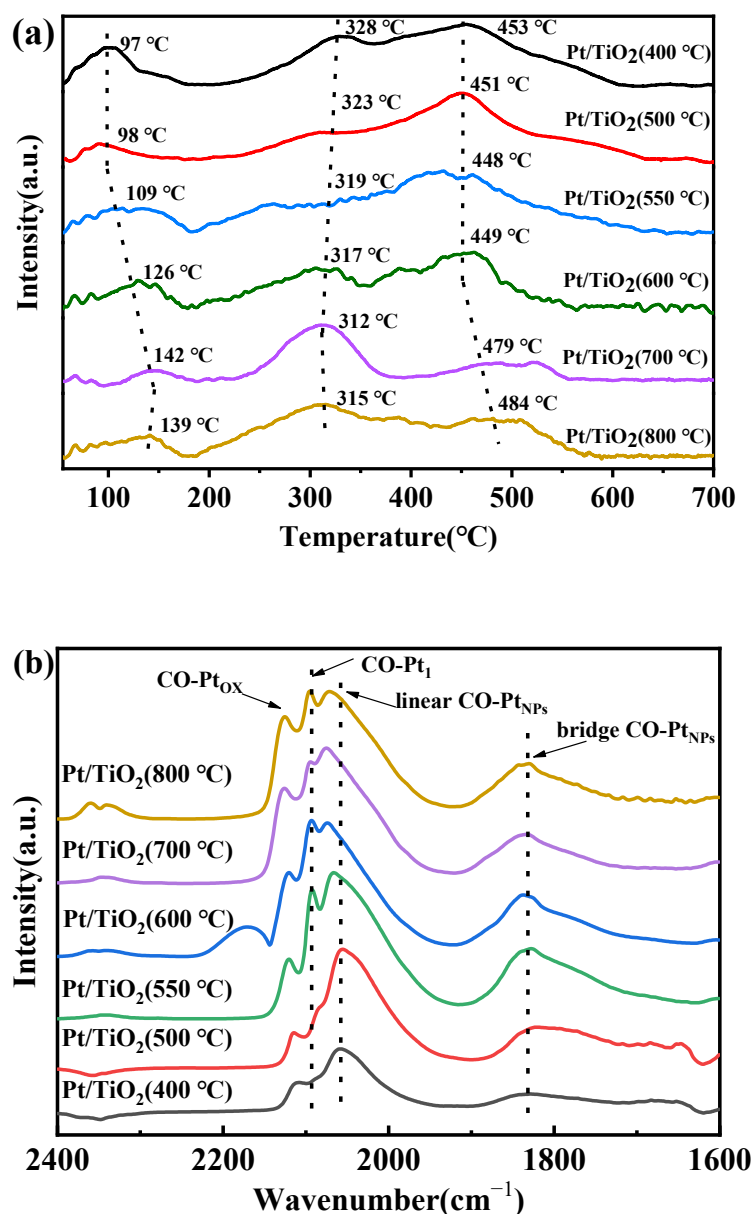 (a)
97 ℃
328 ℃
453 ℃
Pt/TiO₂(400 ℃)
98 ℃
323 ℃
451 ℃
Pt/TiO₂(500 ℃)
109 ℃
319 ℃
448 ℃
Pt/TiO₂(550 ℃)
126 ℃
317 ℃
449 ℃
Pt/TiO₂(600 ℃)
142 ℃
312 ℃
479 ℃
Pt/TiO₂(700 ℃)
139 ℃
315 ℃
484 ℃
Pt/TiO₂(800 ℃)
Intensity(a.u.)
100 200 300 400 500 600 700
Temperature(℃)
(b)
CO-Pt₁
CO-Pt_OX
linear CO-Pt_NPs
bridge CO-Pt_NPs
Pt/TiO₂(800 ℃)
Pt/TiO₂(700 ℃)
Pt/TiO₂(600 ℃)
Pt/TiO₂(550 ℃)
Pt/TiO₂(500 ℃)
Pt/TiO₂(400 ℃)
Intensity(a.u.)
2400 2200 2000 1800 1600
Wavenumber(cm⁻¹)